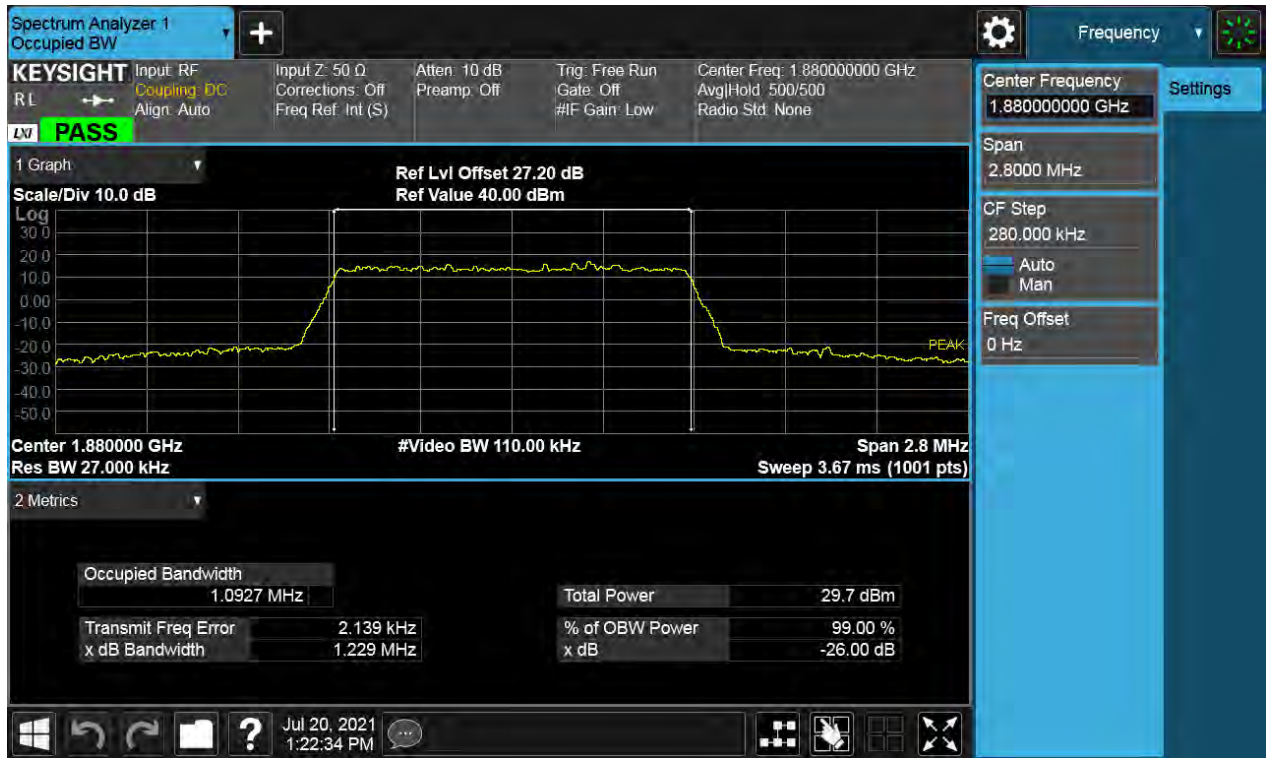 Spectrum Analyzer 1
Occupied BW
Frequency
KEYSIGHT
RL
LXI
PASS
Input: RF
Coupling: DC
Align: Auto
Input Z: 50 Ω
Corrections: Off
Freq Ref: Int (S)
Atten: 10 dB
Preamp: Off
Trig: Free Run
Gate: Off
#IF Gain: Low
Center Freq: 1.880000000 GHz
Avg|Hold: 500/500
Radio Std: None
1 Graph
Scale/Div 10.0 dB
Ref Lvl Offset 27.20 dB
Ref Value 40.00 dBm
Log
30.0
20.0
10.0
0.00
-10.0
-20.0
-30.0
-40.0
-50.0
PEAK
Center 1.880000 GHz
#Video BW 110.00 kHz
Span 2.8 MHz
Res BW 27.000 kHz
Sweep 3.67 ms (1001 pts)
2 Metrics
Occupied Bandwidth
1.0927 MHz
Total Power 29.7 dBm
Transmit Freq Error 2.139 kHz
% of OBW Power 99.00 %
x dB Bandwidth 1.229 MHz
x dB -26.00 dB
Center Frequency
1.880000000 GHz
Settings
Span
2.8000 MHz
CF Step
280.000 kHz
Auto
Man
Freq Offset
0 Hz
?
Jul 20, 2021
1:22:34 PM